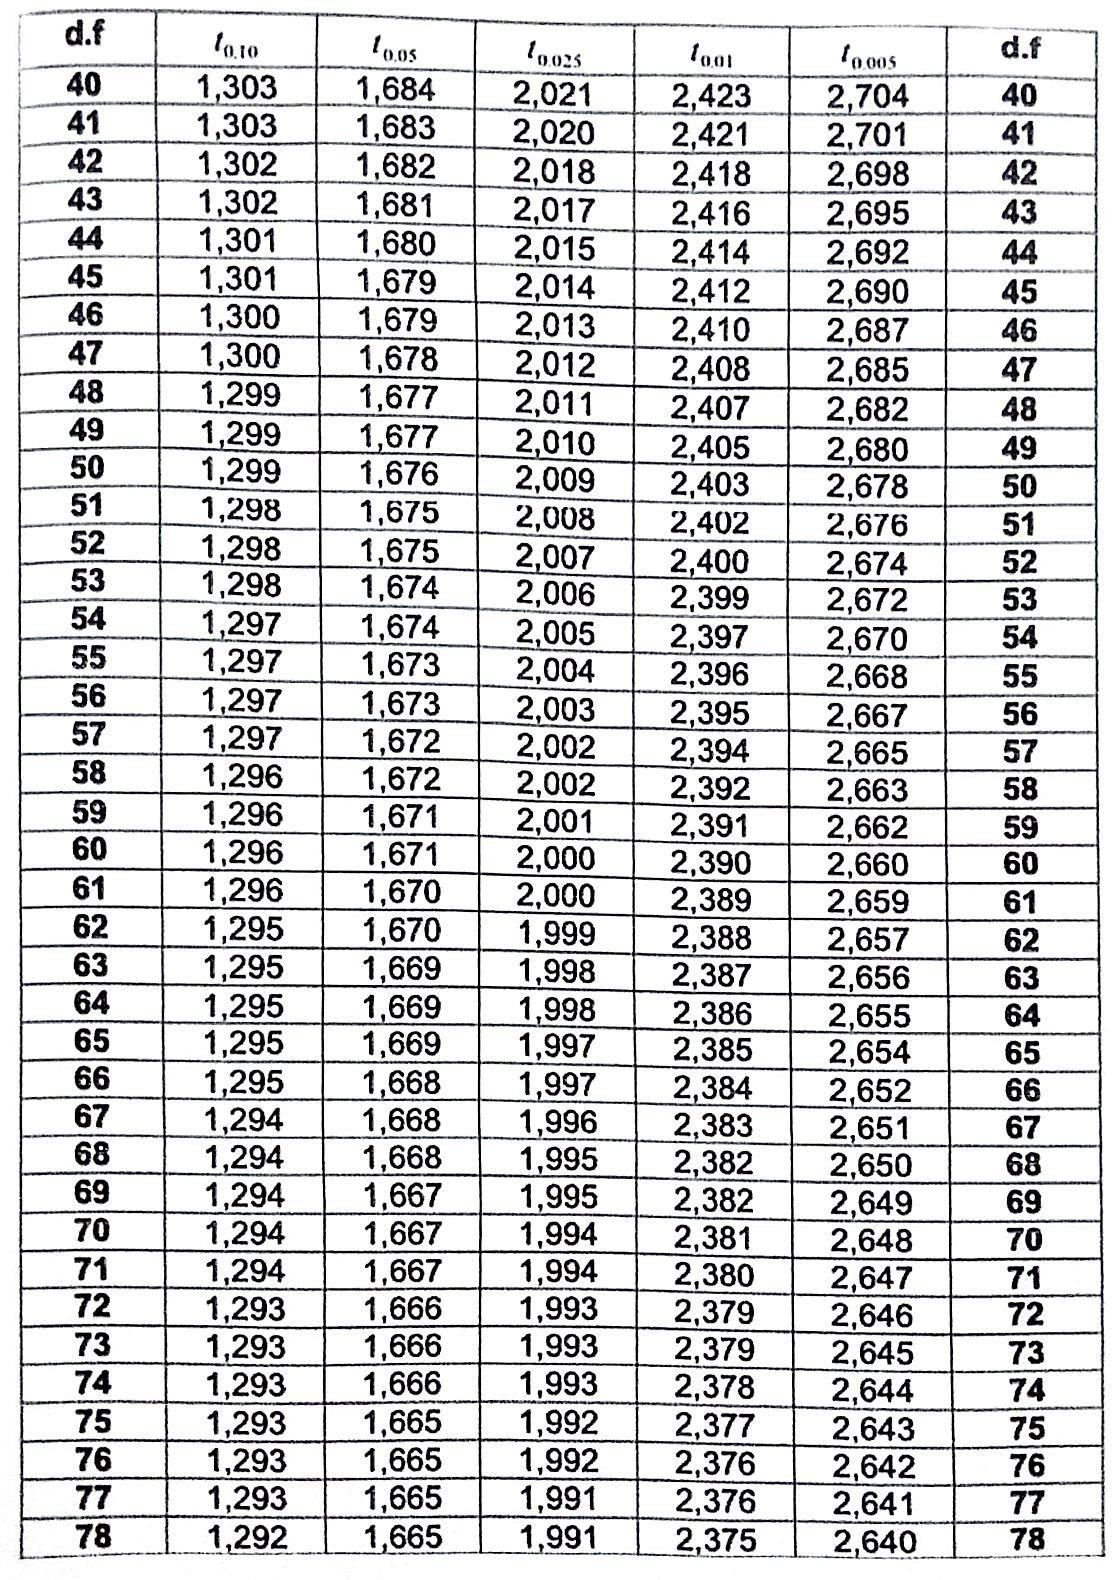 d.f t0.10 t0.05 t0.025 t0.01 t0.005 d.f
40 1,303 1,684 2,021 2,423 2,704 40
41 1,303 1,683 2,020 2,421 2,701 41
42 1,302 1,682 2,018 2,418 2,698 42
43 1,302 1,681 2,017 2,416 2,695 43
44 1,301 1,680 2,015 2,414 2,692 44
45 1,301 1,679 2,014 2,412 2,690 45
46 1,300 1,679 2,013 2,410 2,687 46
47 1,300 1,678 2,012 2,408 2,685 47
48 1,299 1,677 2,011 2,407 2,682 48
49 1,299 1,677 2,010 2,405 2,680 49
50 1,299 1,676 2,009 2,403 2,678 50
51 1,298 1,675 2,008 2,402 2,676 51
52 1,298 1,675 2,007 2,400 2,674 52
53 1,298 1,674 2,006 2,399 2,672 53
54 1,297 1,674 2,005 2,397 2,670 54
55 1,297 1,673 2,004 2,396 2,668 55
56 1,297 1,673 2,003 2,395 2,667 56
57 1,297 1,672 2,002 2,394 2,665 57
58 1,296 1,672 2,002 2,392 2,663 58
59 1,296 1,671 2,001 2,391 2,662 59
60 1,296 1,671 2,000 2,390 2,660 60
61 1,296 1,670 2,000 2,389 2,659 61
62 1,295 1,670 1,999 2,388 2,657 62
63 1,295 1,669 1,998 2,387 2,656 63
64 1,295 1,669 1,998 2,386 2,655 64
65 1,295 1,669 1,997 2,385 2,654 65
66 1,295 1,668 1,997 2,384 2,652 66
67 1,294 1,668 1,996 2,383 2,651 67
68 1,294 1,668 1,995 2,382 2,650 68
69 1,294 1,667 1,995 2,382 2,649 69
70 1,294 1,667 1,994 2,381 2,648 70
71 1,294 1,667 1,994 2,380 2,647 71
72 1,293 1,666 1,993 2,379 2,646 72
73 1,293 1,666 1,993 2,379 2,645 73
74 1,293 1,666 1,993 2,378 2,644 74
75 1,293 1,665 1,992 2,377 2,643 75
76 1,293 1,665 1,992 2,376 2,642 76
77 1,293 1,665 1,991 2,376 2,641 77
78 1,292 1,665 1,991 2,375 2,640 78